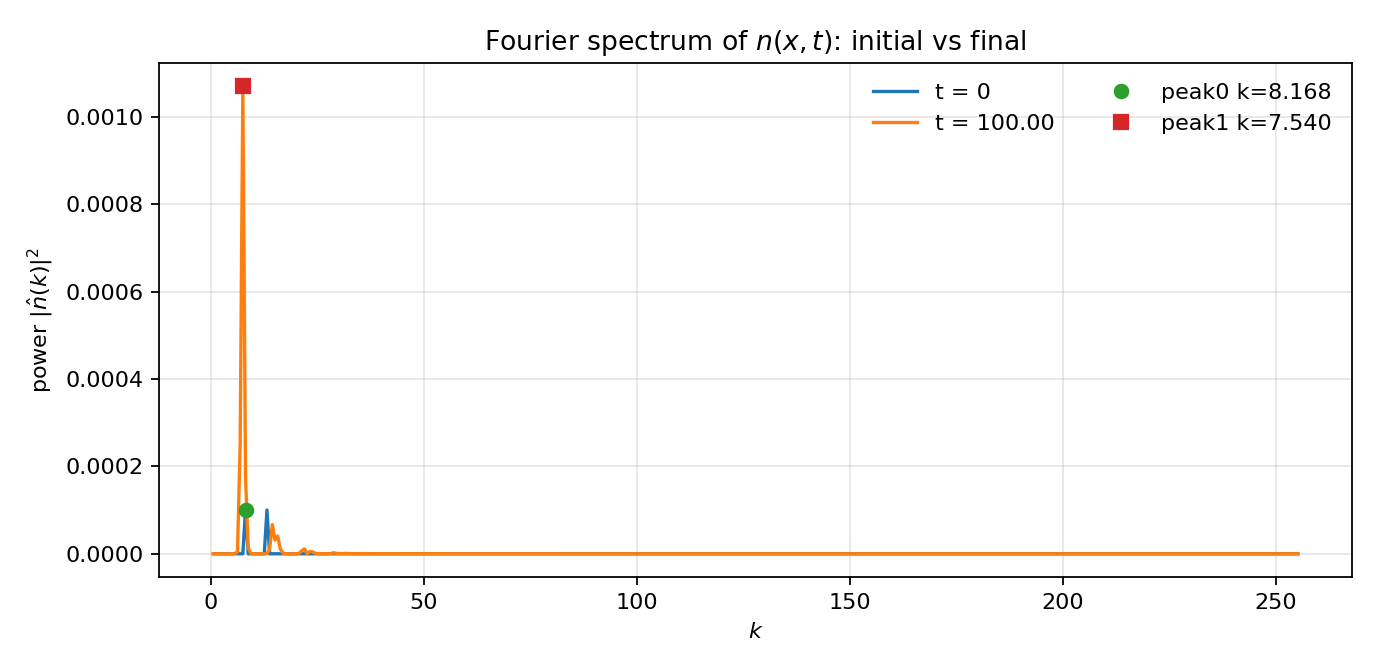 Fourier spectrum of n(x, t): initial vs final
t = 0
t = 100.00
peak0 k=8.168
peak1 k=7.540
power |n̂(k)|²
0.0010
0.0008
0.0006
0.0004
0.0002
0.0000
0 50 100 150 200 250
k